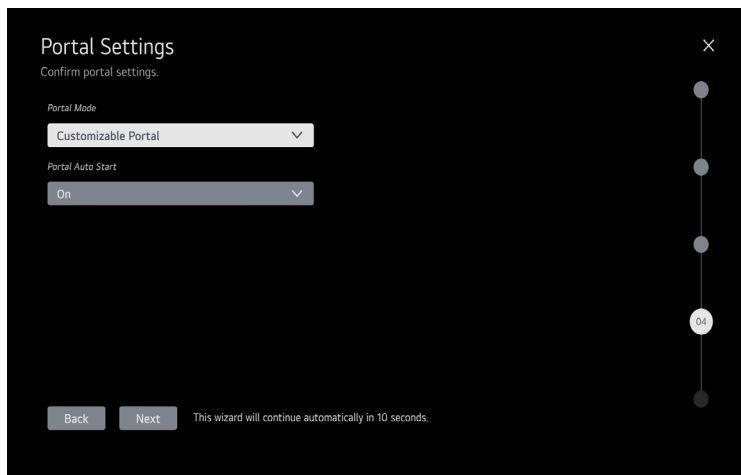 Portal Settings
Confirm portal settings.
Portal Mode
Customizable Portal
Portal Auto Start
On
04
Back
Next
This wizard will continue automatically in 10 seconds.